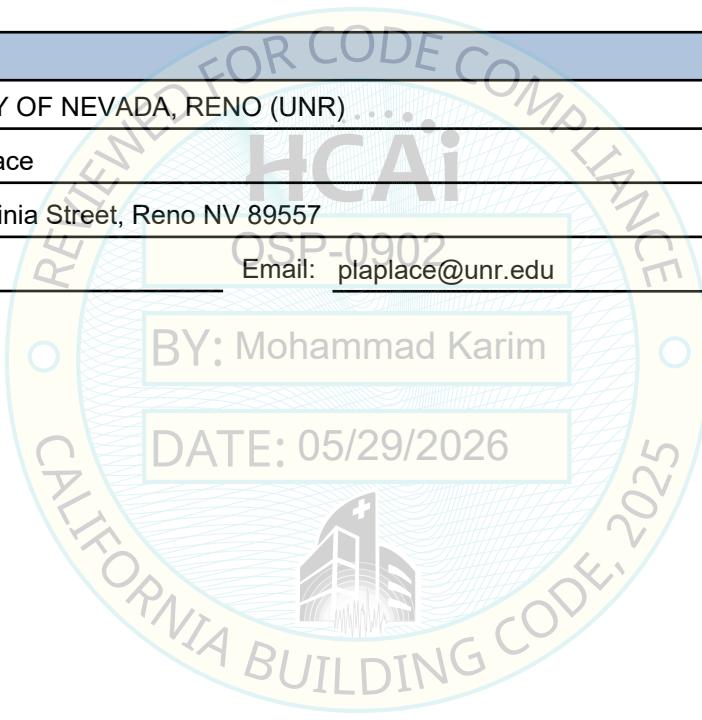 Y OF NEVADA, RENO (UNR)
ace
inia Street, Reno NV 89557
Email: plaplace@unr.edu
REVIEWED FOR CODE COMPLIANCE
HCAi
OSP-0902
BY: Mohammad Karim
DATE: 05/29/2026
CALIFORNIA BUILDING CODE, 2025